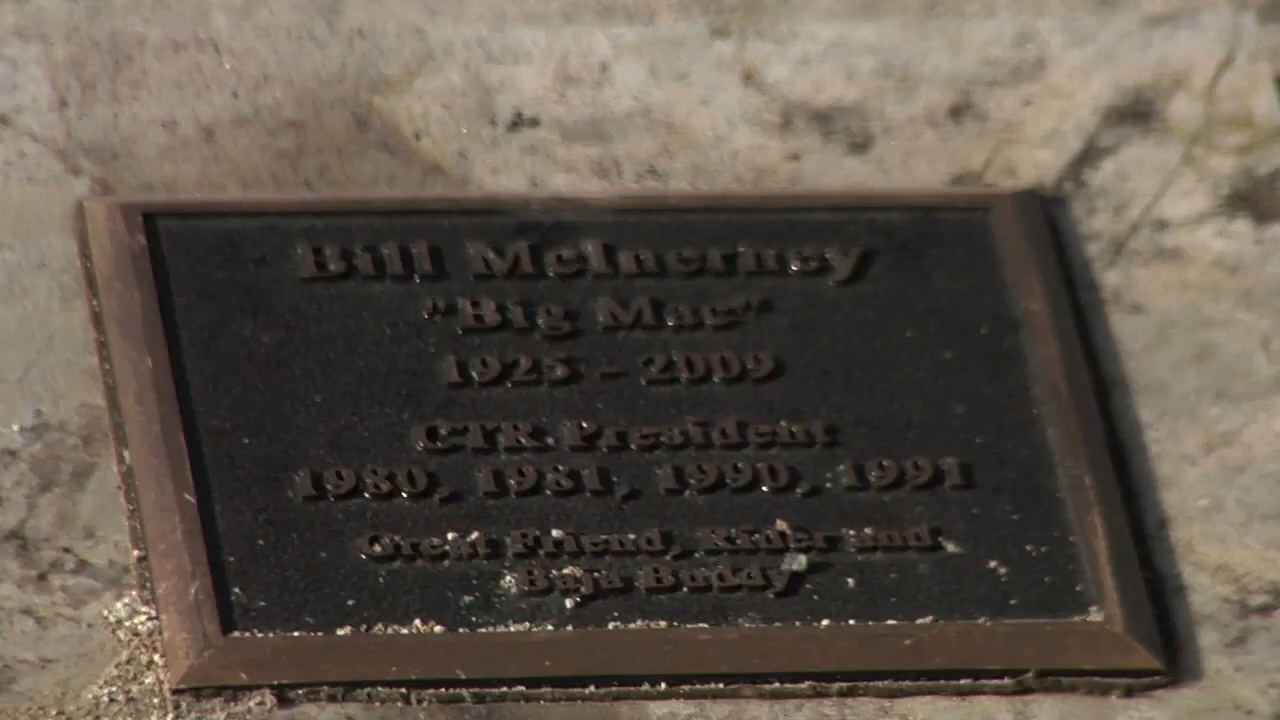 Bill McInerney
"Big Mac"
1925 - 2009
CTR President
1980, 1981, 1990, 1991
Great Friend, Rider and
Baja Buddy